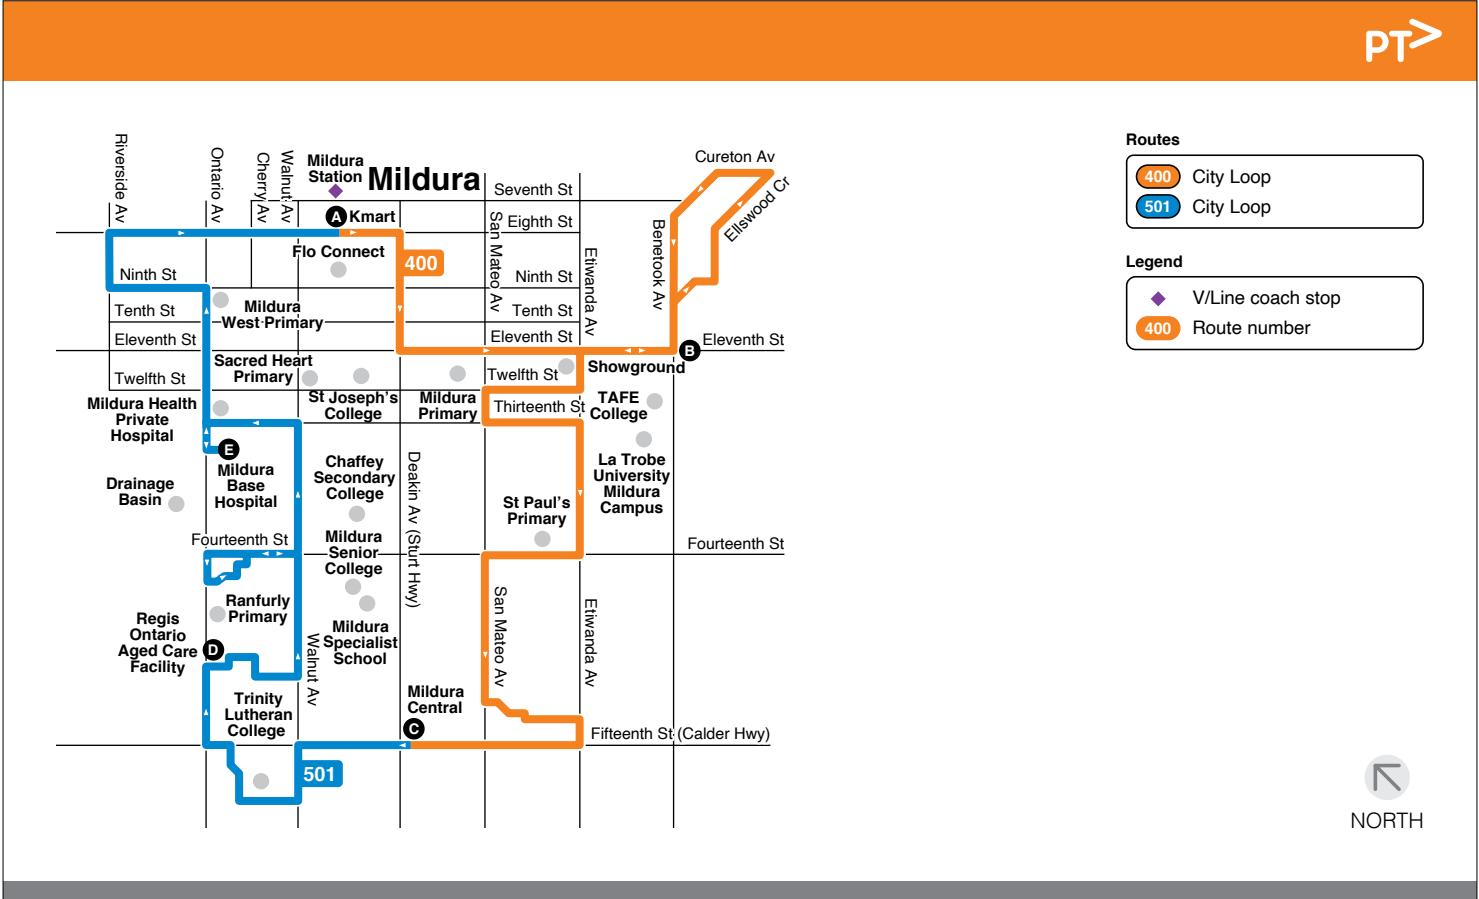 PT>
Routes
400 City Loop
501 City Loop
Legend
V/Line coach stop
400 Route number
Riverside Av
Ontario Av
Cherry Av
Walnut Av
Mildura
Station
Mildura
Seventh St
Cureton Av
Ellswood Cr
A Kmart
San Mateo Av
Eighth St
Benetook Av
Etiwanda Av
Flo Connect
400
Ninth St
Ninth St
Tenth St
Mildura
West Primary
Tenth St
Eleventh St
Eleventh St
B Eleventh St
Sacred Heart
Primary
Showground
Twelfth St
Twelfth St
Mildura Health
Private
Hospital
St Joseph's
College
Mildura
Primary
Thirteenth St
TAFE
College
E
Mildura
Base
Hospital
Chaffey
Secondary
College
Deakin Av (Sturt Hwy)
La Trobe
University
Mildura
Campus
Drainage
Basin
St Paul's
Primary
Fourteenth St
Mildura
Senior
College
Fourteenth St
Ranfurly
Primary
San Mateo Av
Etiwanda Av
Regis
Ontario
Aged Care
Facility
D
Walnut Av
Mildura
Specialist
School
Trinity
Lutheran
College
Mildura
Central
C
Fifteenth St (Calder Hwy)
501
NORTH